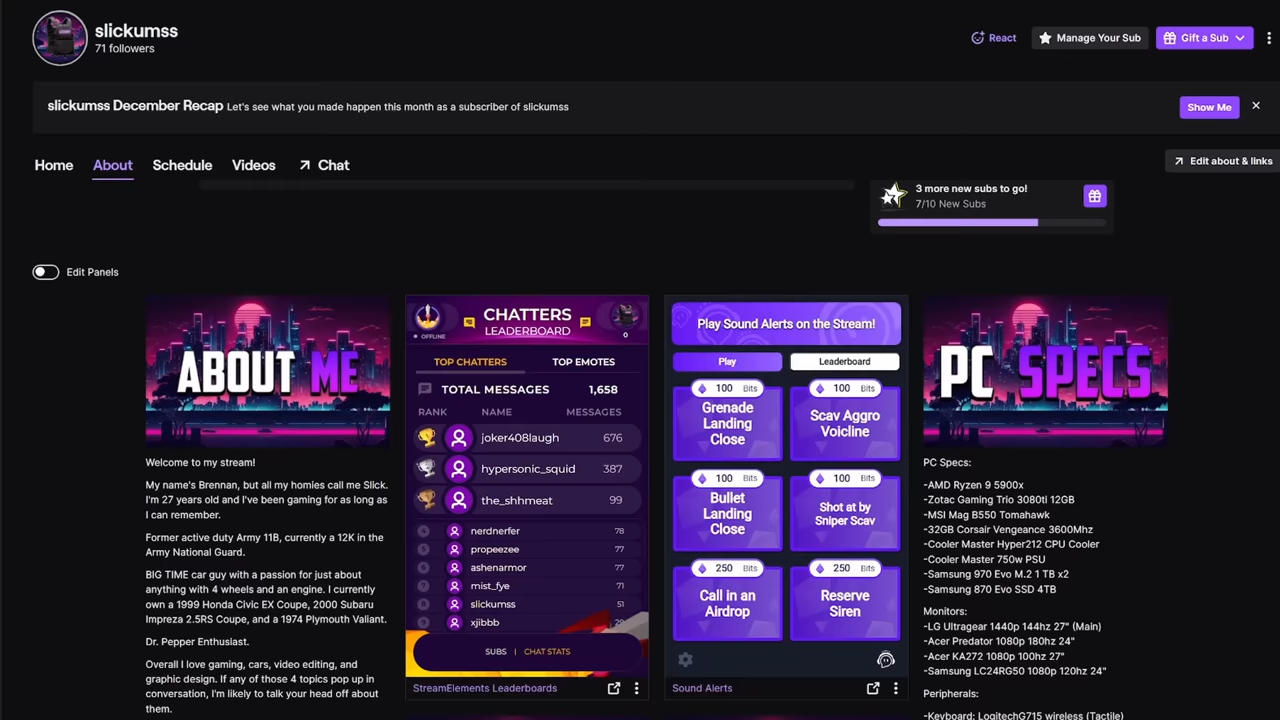 slickumss
71 followers
React
Manage Your Sub
Gift a Sub
slickumss December Recap Let's see what you made happen this month as a subscriber of slickumss
Show Me
Home
About
Schedule
Videos
Chat
Edit about & links
3 more new subs to go!
7/10 New Subs
Edit Panels
ABOUT ME
Welcome to my stream!
My name's Brennan, but all my homies call me Slick.
I'm 27 years old and I've been gaming for as long as
I can remember.
Former active duty Army 11B, currently a 12K in the
Army National Guard.
BIG TIME car guy with a passion for just about
anything with 4 wheels and an engine. I currently
own a 1999 Honda Civic EX Coupe, 2000 Subaru
Impreza 2.5RS Coupe, and a 1974 Plymouth Valiant.
Dr. Pepper Enthusiast.
Overall I love gaming, cars, video editing, and
graphic design. If any of those 4 topics pop up in
conversation, I'm likely to talk your head off about
them.
OFFLINE
CHATTERS
LEADERBOARD
0
TOP CHATTERS
TOP EMOTES
TOTAL MESSAGES 1,658
RANK NAME MESSAGES
joker408laugh 676
hypersonic_squid 387
the_shhmeat 99
4 nerdnerfer 78
5 propeezee 77
6 ashenarmor 77
7 mist_fye 71
8 slickumss 51
9 xjibbb
SUBS | CHAT STATS
StreamElements Leaderboards
Play Sound Alerts on the Stream!
Play
Leaderboard
100 Bits
Grenade
Landing
Close
100 Bits
Scav Aggro
Voicline
100 Bits
Bullet
Landing
Close
100 Bits
Shot at by
Sniper Scav
250 Bits
Call in an
Airdrop
250 Bits
Reserve
Siren
Sound Alerts
PC SPECS
PC Specs:
-AMD Ryzen 9 5900x
-Zotac Gaming Trio 3080ti 12GB
-MSI Mag B550 Tomahawk
-32GB Corsair Vengeance 3600Mhz
-Cooler Master Hyper212 CPU Cooler
-Cooler Master 750w PSU
-Samsung 970 Evo M.2 1 TB x2
-Samsung 870 Evo SSD 4TB
Monitors:
-LG Ultragear 1440p 144hz 27" (Main)
-Acer Predator 1080p 180hz 24"
-Acer KA272 1080p 100hz 27"
-Samsung LC24RG50 1080p 120hz 24"
Peripherals:
-Keyboard: LogitechG715 wireless (Tactile)